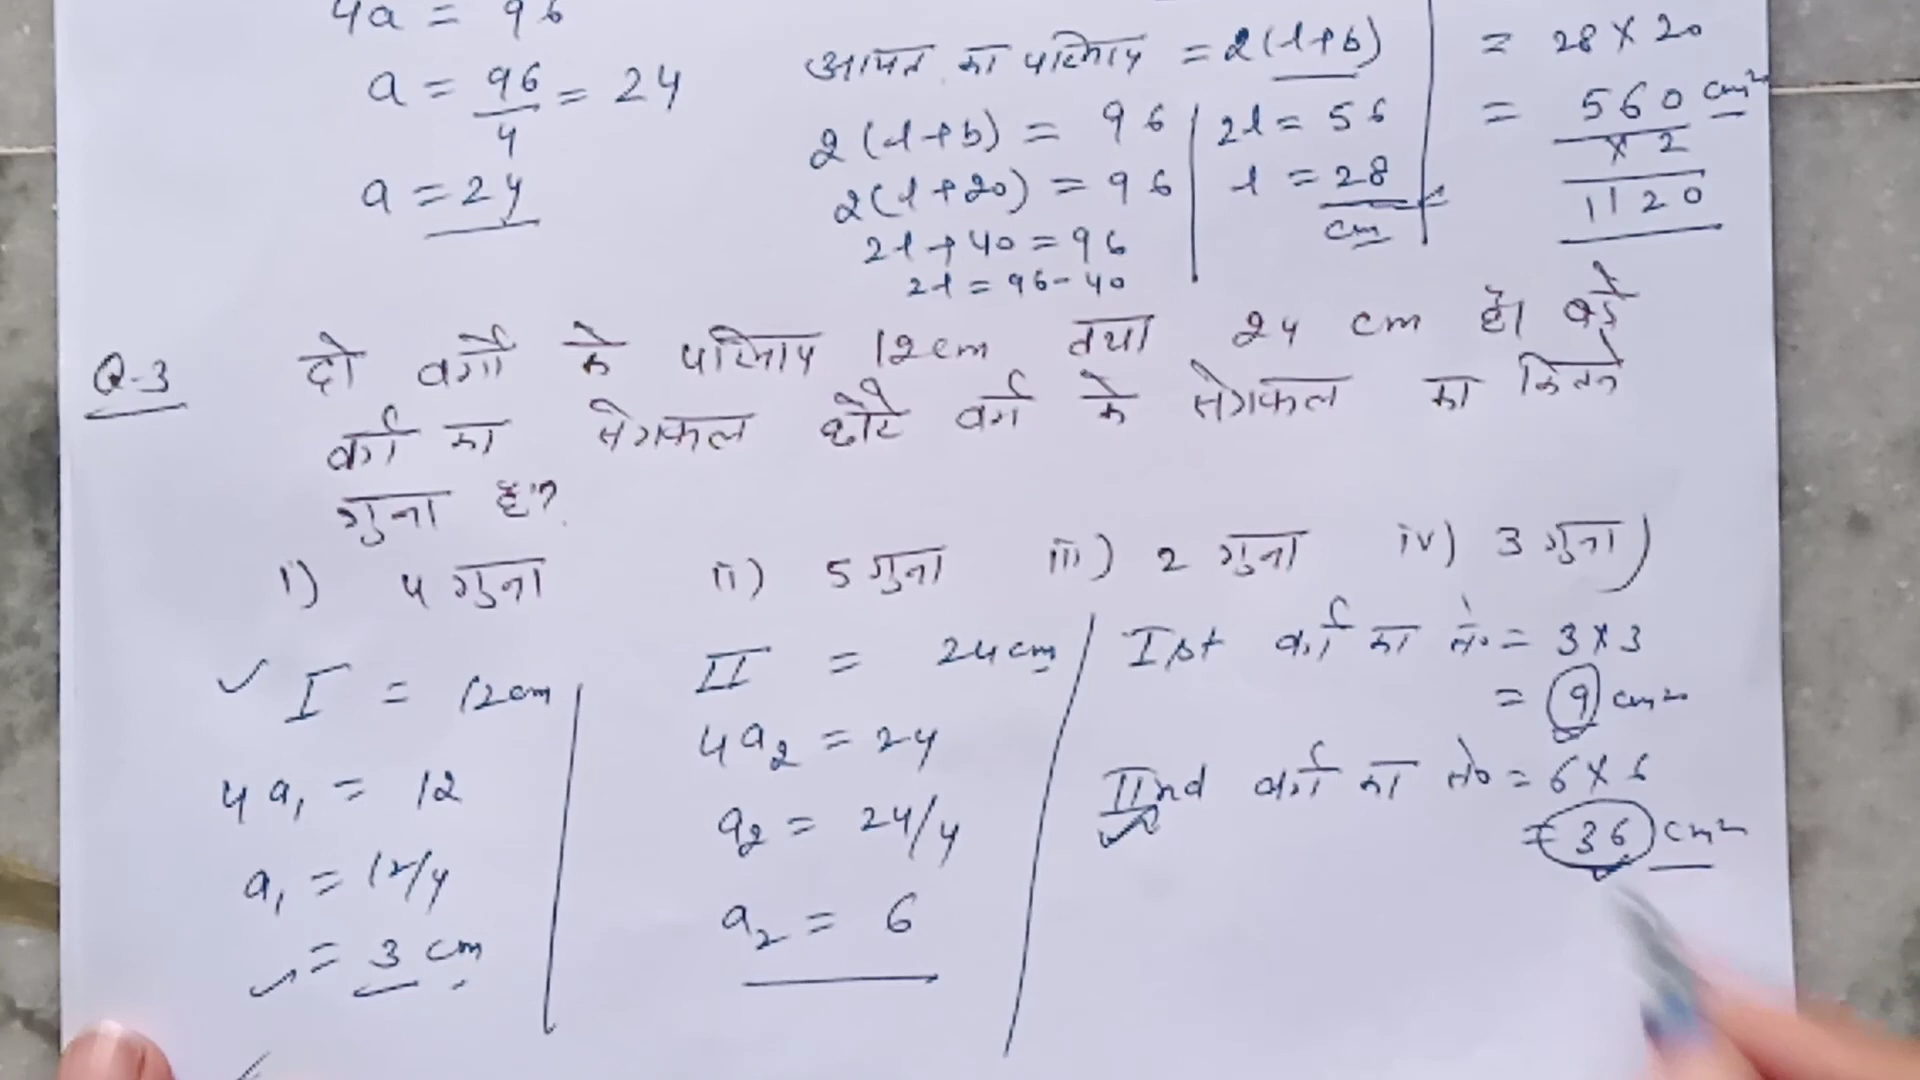 4a = 96
a = 96/4 = 24
a = 24
आयत का परिमाप = 2(l+b)
2(l+b) = 96
2(l+20) = 96
2l + 40 = 96
2l = 96 - 40
2l = 56
l = 28
cm
= 28 × 20
= 560 cm²
× 2
1120
Q-3 दो वर्गों के परिमाप 12cm तथा 24 cm है। बड़े
वर्ग का क्षेत्रफल छोटे वर्ग के क्षेत्रफल का कितने
गुना है?
i) 4 गुना ii) 5 गुना iii) 2 गुना iv) 3 गुना
I = 12cm
4a₁ = 12
a₁ = 12/4
= 3 cm
II = 24cm
4a₂ = 24
a₂ = 24/4
a₂ = 6
Ist वर्ग का क्षे० = 3×3
= 9 cm²
IInd वर्ग का क्षे० = 6×6
= 36 cm²